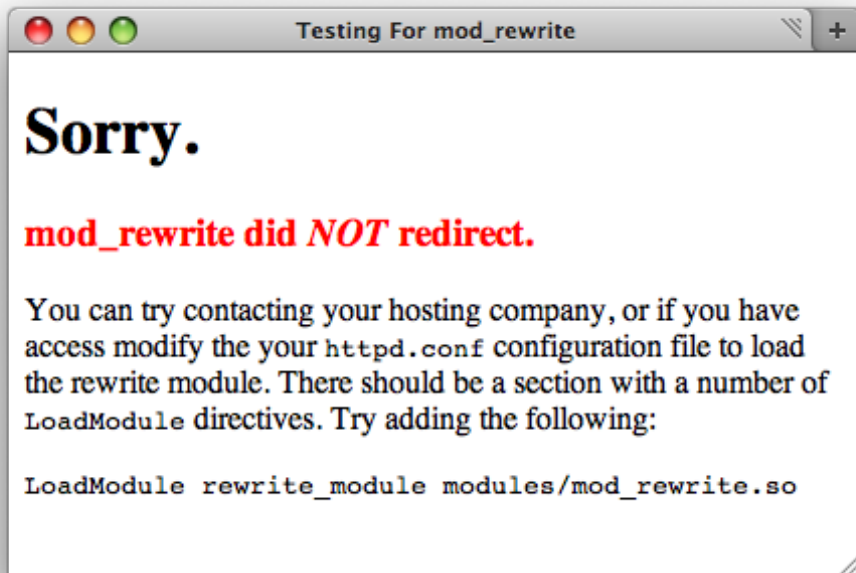 Testing For mod_rewrite
+
Sorry.
mod_rewrite did NOT redirect.
You can try contacting your hosting company, or if you have
access modify the your httpd.conf configuration file to load
the rewrite module. There should be a section with a number of
LoadModule directives. Try adding the following:
LoadModule rewrite_module modules/mod_rewrite.so